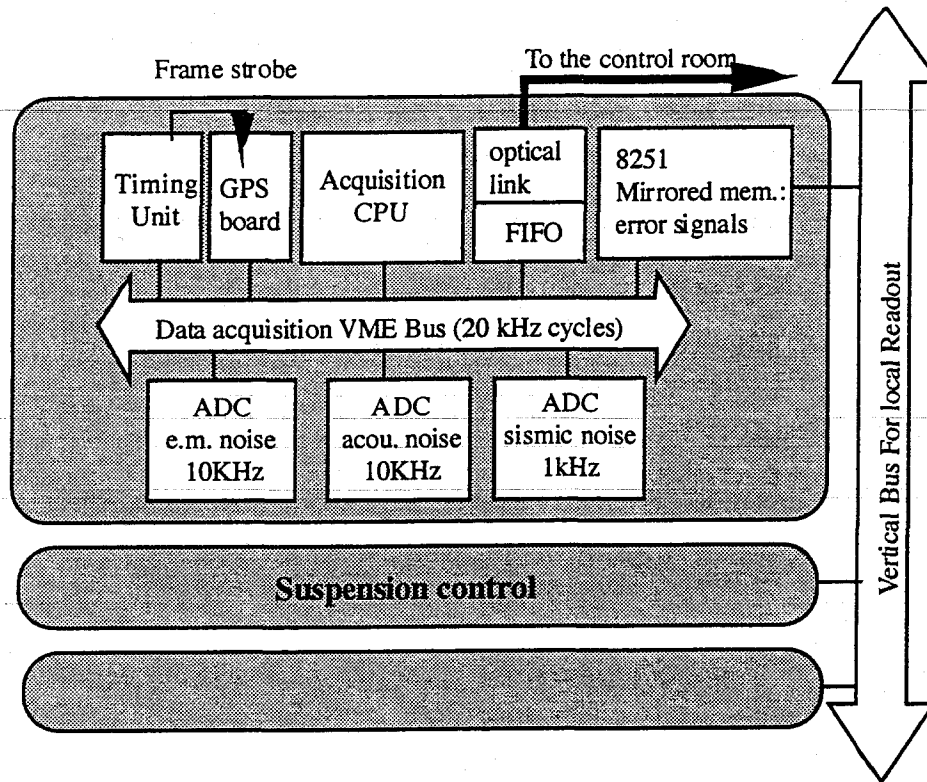 To the control room
Frame strobe
Timing
Unit
GPS
board
Acquisition
CPU
optical
link
FIFO
8251
Mirrored mem.:
error signals
Data acquisition VME Bus (20 kHz cycles)
ADC
e.m. noise
10KHz
ADC
acou. noise
10KHz
ADC
sismic noise
1kHz
Suspension control
Vertical Bus For local Readout